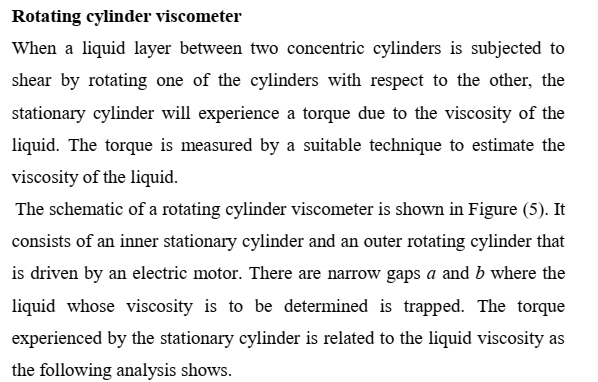 Rotating cylinder viscometer
When a liquid layer between two concentric cylinders is subjected to
shear by rotating one of the cylinders with respect to the other, the
stationary cylinder will experience a torque due to the viscosity of the
liquid. The torque is measured by a suitable technique to estimate the
viscosity of the liquid.
The schematic of a rotating cylinder viscometer is shown in Figure (5). It
consists of an inner stationary cylinder and an outer rotating cylinder that
is driven by an electric motor. There are narrow gaps a and b where the
liquid whose viscosity is to be determined is trapped. The torque
experienced by the stationary cylinder is related to the liquid viscosity as
the following analysis shows.